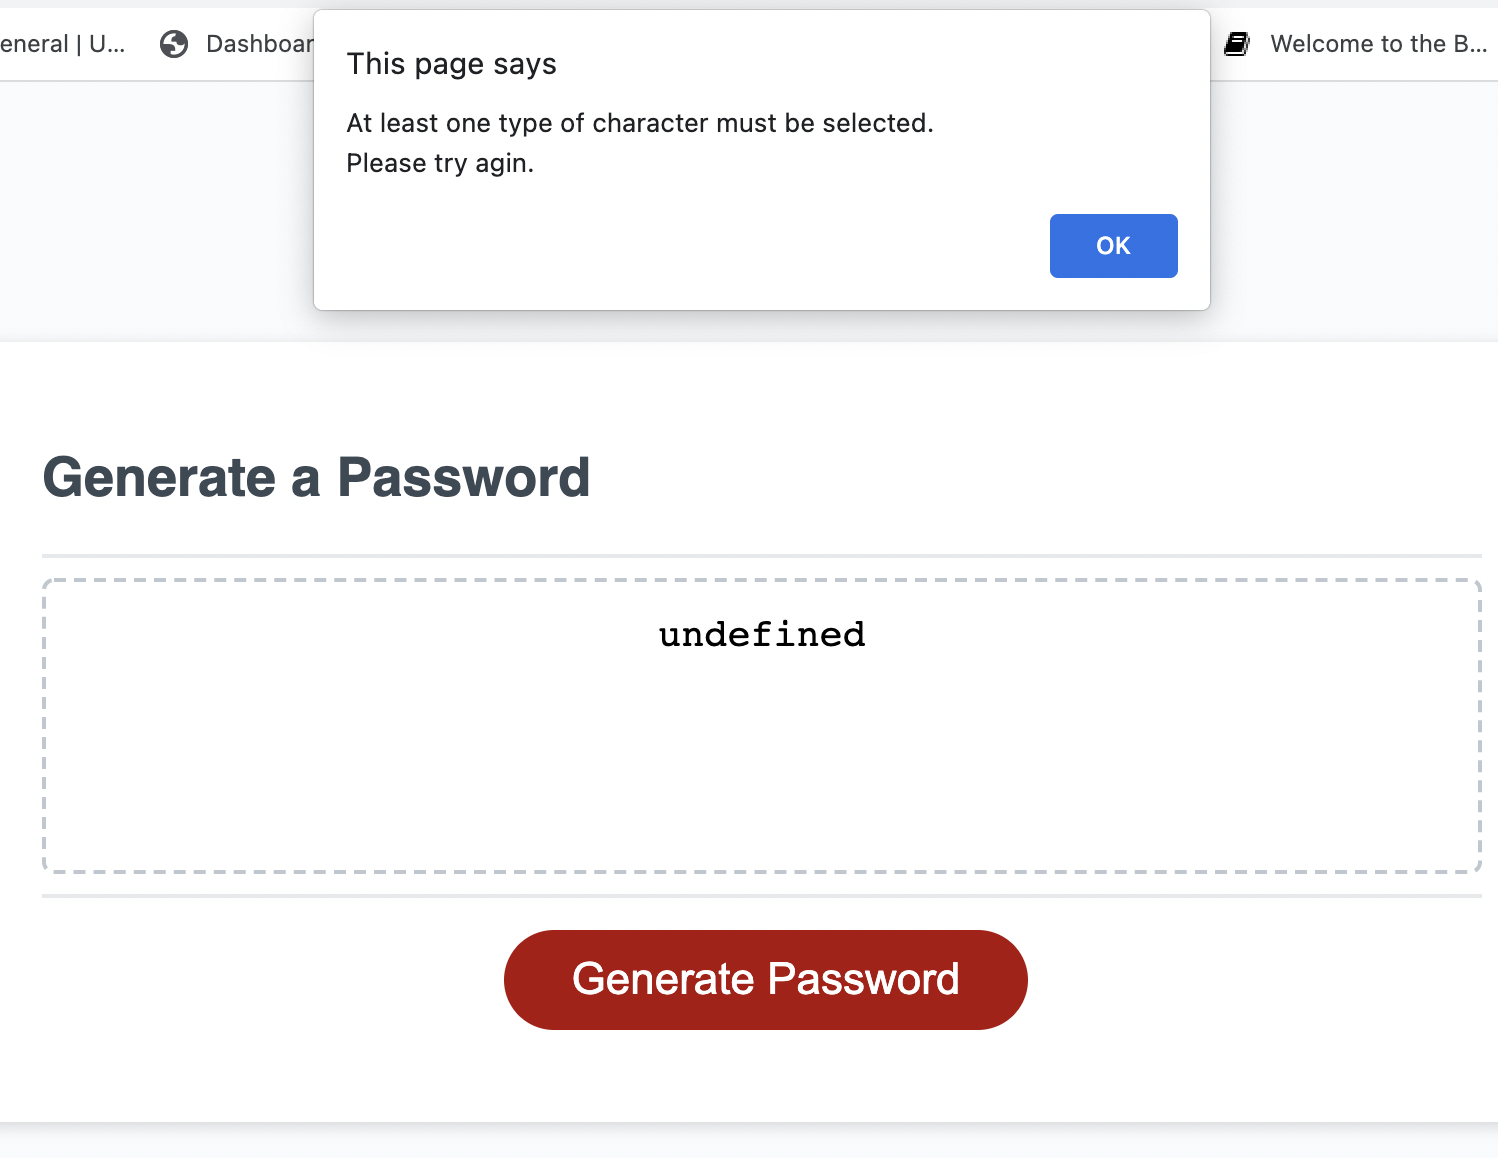 eneral | U...
Dashboar
Welcome to the B...
This page says
At least one type of character must be selected.
Please try agin.
OK
Generate a Password
undefined
Generate Password